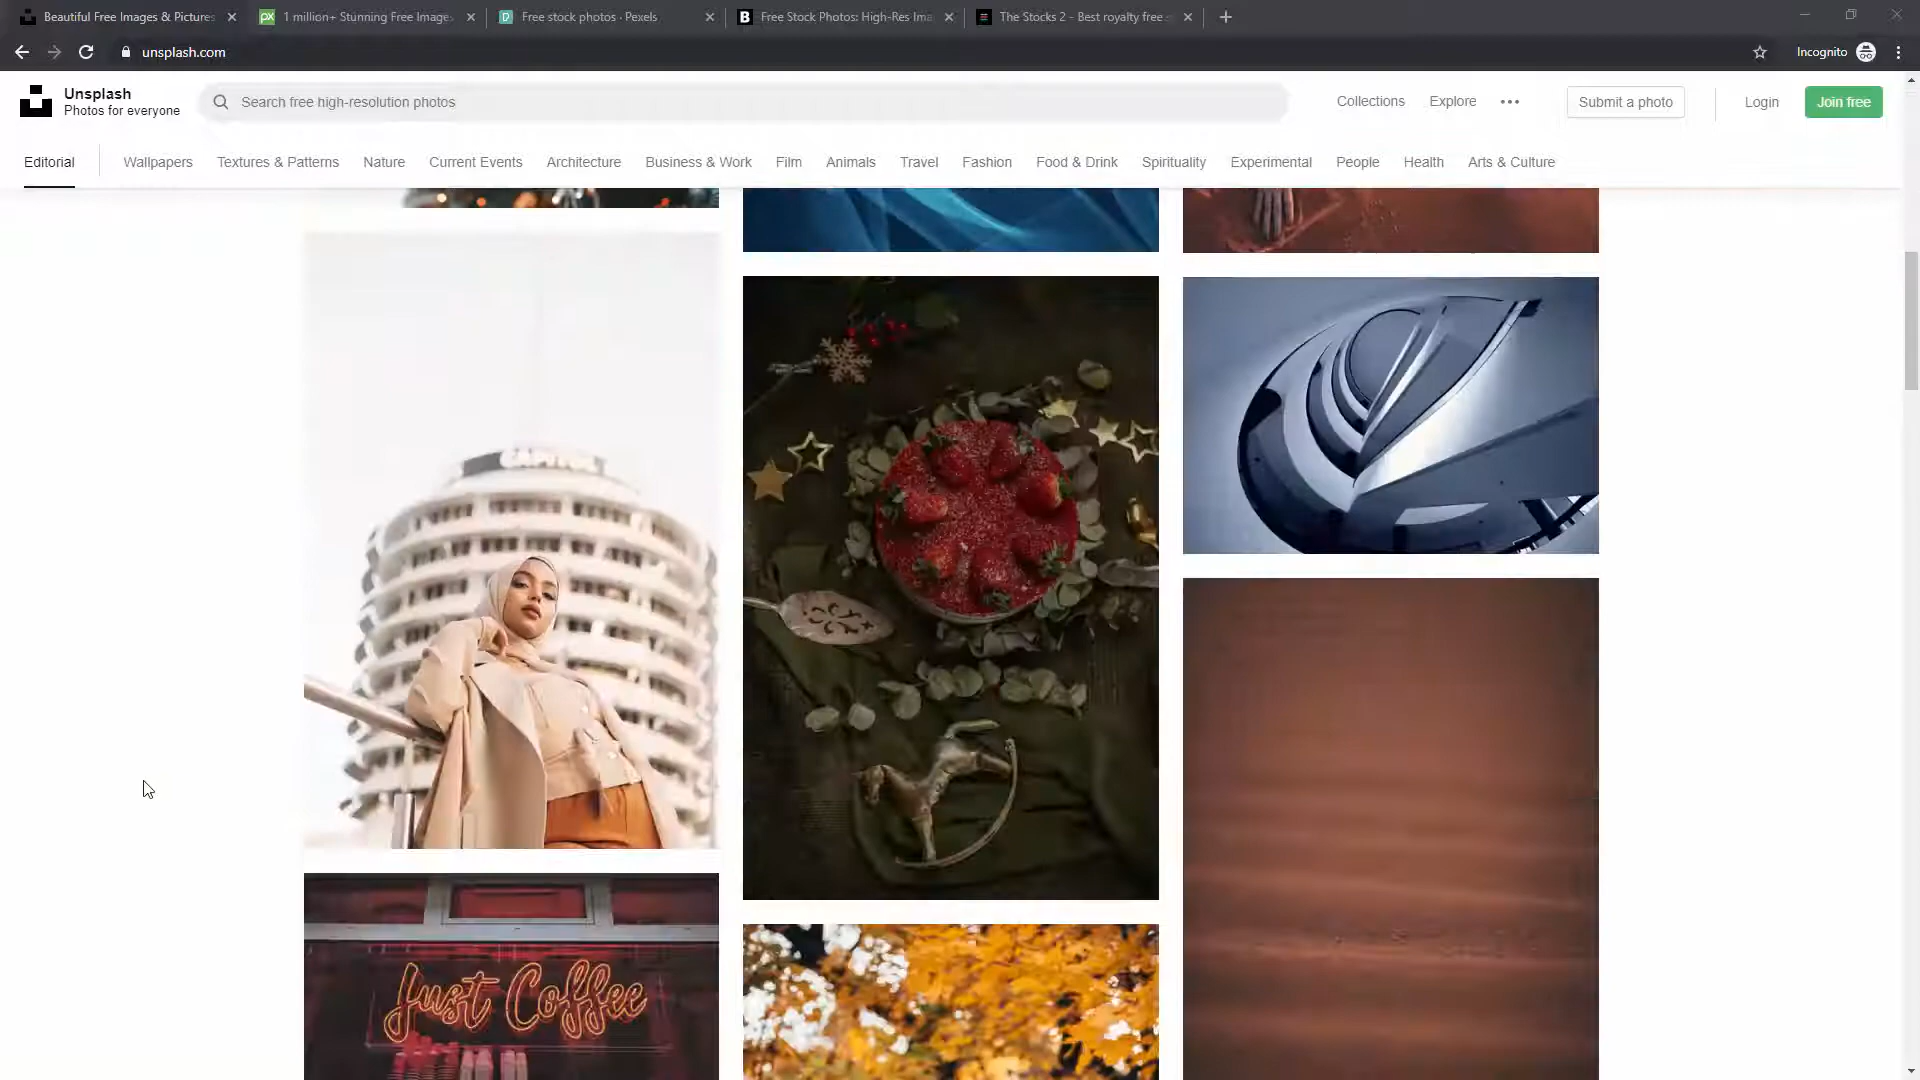 Beautiful Free Images & Pictures
1 million+ Stunning Free Images
Free stock photos · Pexels
Free Stock Photos: High-Res Ima
The Stocks 2 - Best royalty free s
unsplash.com
Incognito
Unsplash
Photos for everyone
Search free high-resolution photos
Collections
Explore
Submit a photo
Login
Join free
Editorial
Wallpapers
Textures & Patterns
Nature
Current Events
Architecture
Business & Work
Film
Animals
Travel
Fashion
Food & Drink
Spirituality
Experimental
People
Health
Arts & Culture
CAPITOL
Just Coffee